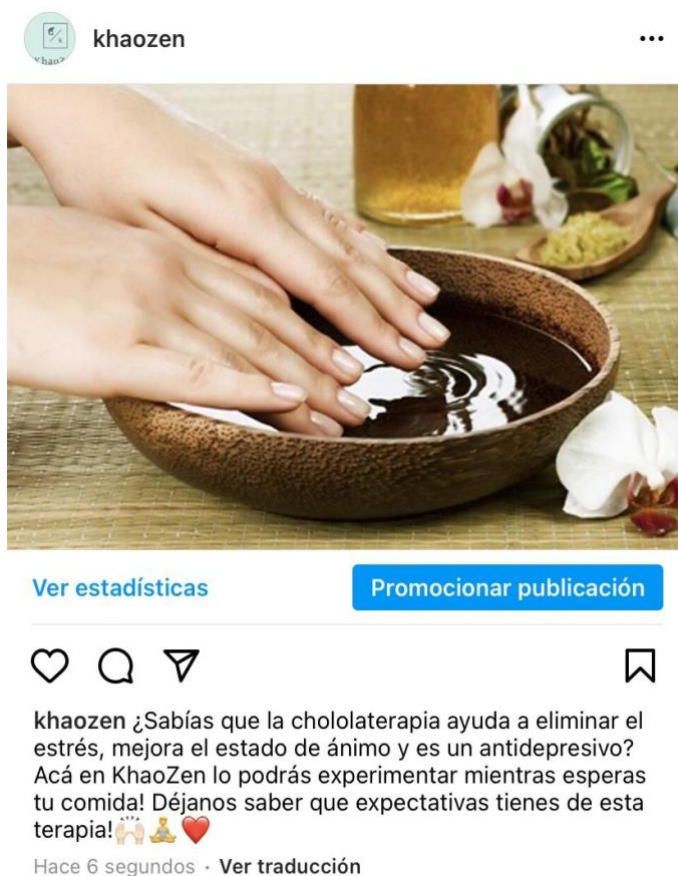 khaozen
Ver estadísticas
Promocionar publicación
khaozen ¿Sabías que la chololaterapia ayuda a eliminar el
estrés, mejora el estado de ánimo y es un antidepresivo?
Acá en KhaoZen lo podrás experimentar mientras esperas
tu comida! Déjanos saber que expectativas tienes de esta
terapia!🙌🏻🧘‍♂️❤️
Hace 6 segundos · Ver traducción